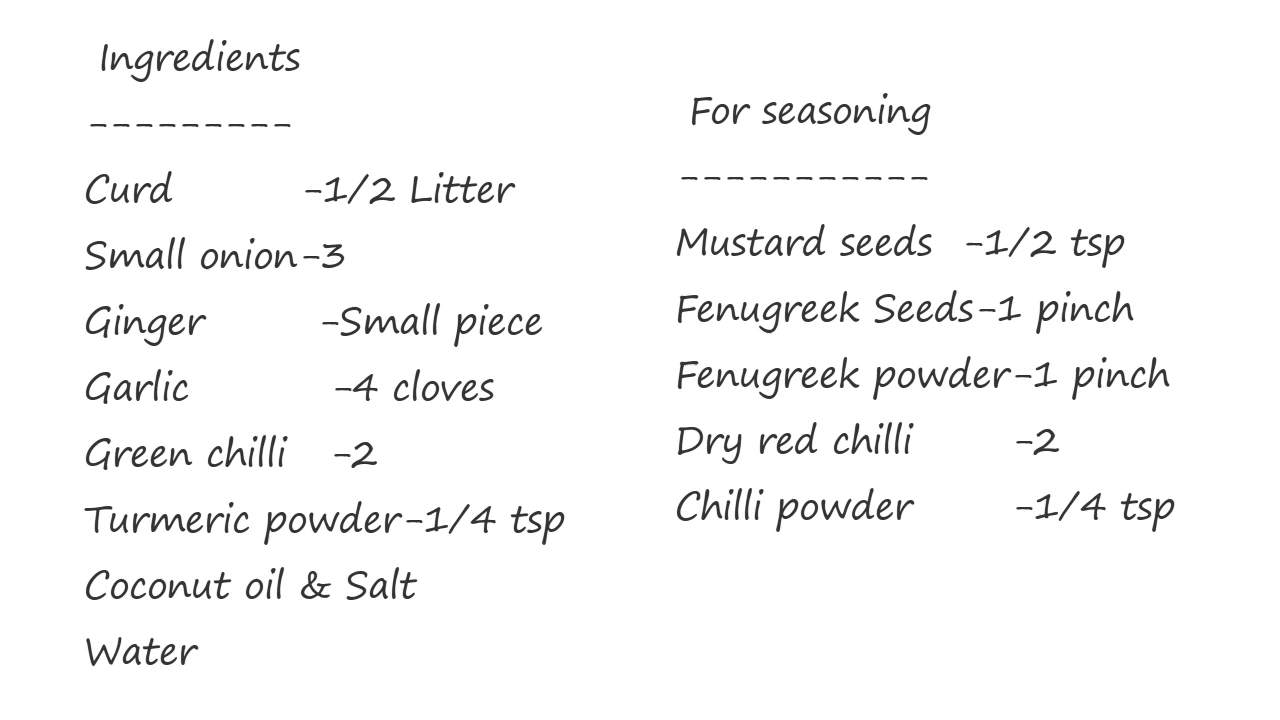 Ingredients
---------
Curd -1/2 Litter
Small onion-3
Ginger -Small piece
Garlic -4 cloves
Green chilli -2
Turmeric powder-1/4 tsp
Coconut oil & Salt
Water
For seasoning
-----------
Mustard seeds -1/2 tsp
Fenugreek Seeds-1 pinch
Fenugreek powder-1 pinch
Dry red chilli -2
Chilli powder -1/4 tsp